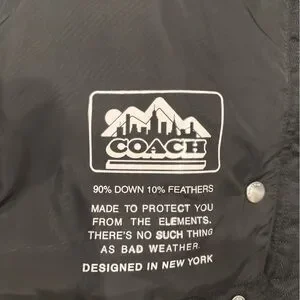 COACH
90% DOWN 10% FEATHERS
MADE TO PROTECT YOU
FROM THE ELEMENTS.
THERE'S NO SUCH THING
AS BAD WEATHER.
DESIGNED IN NEW YORK